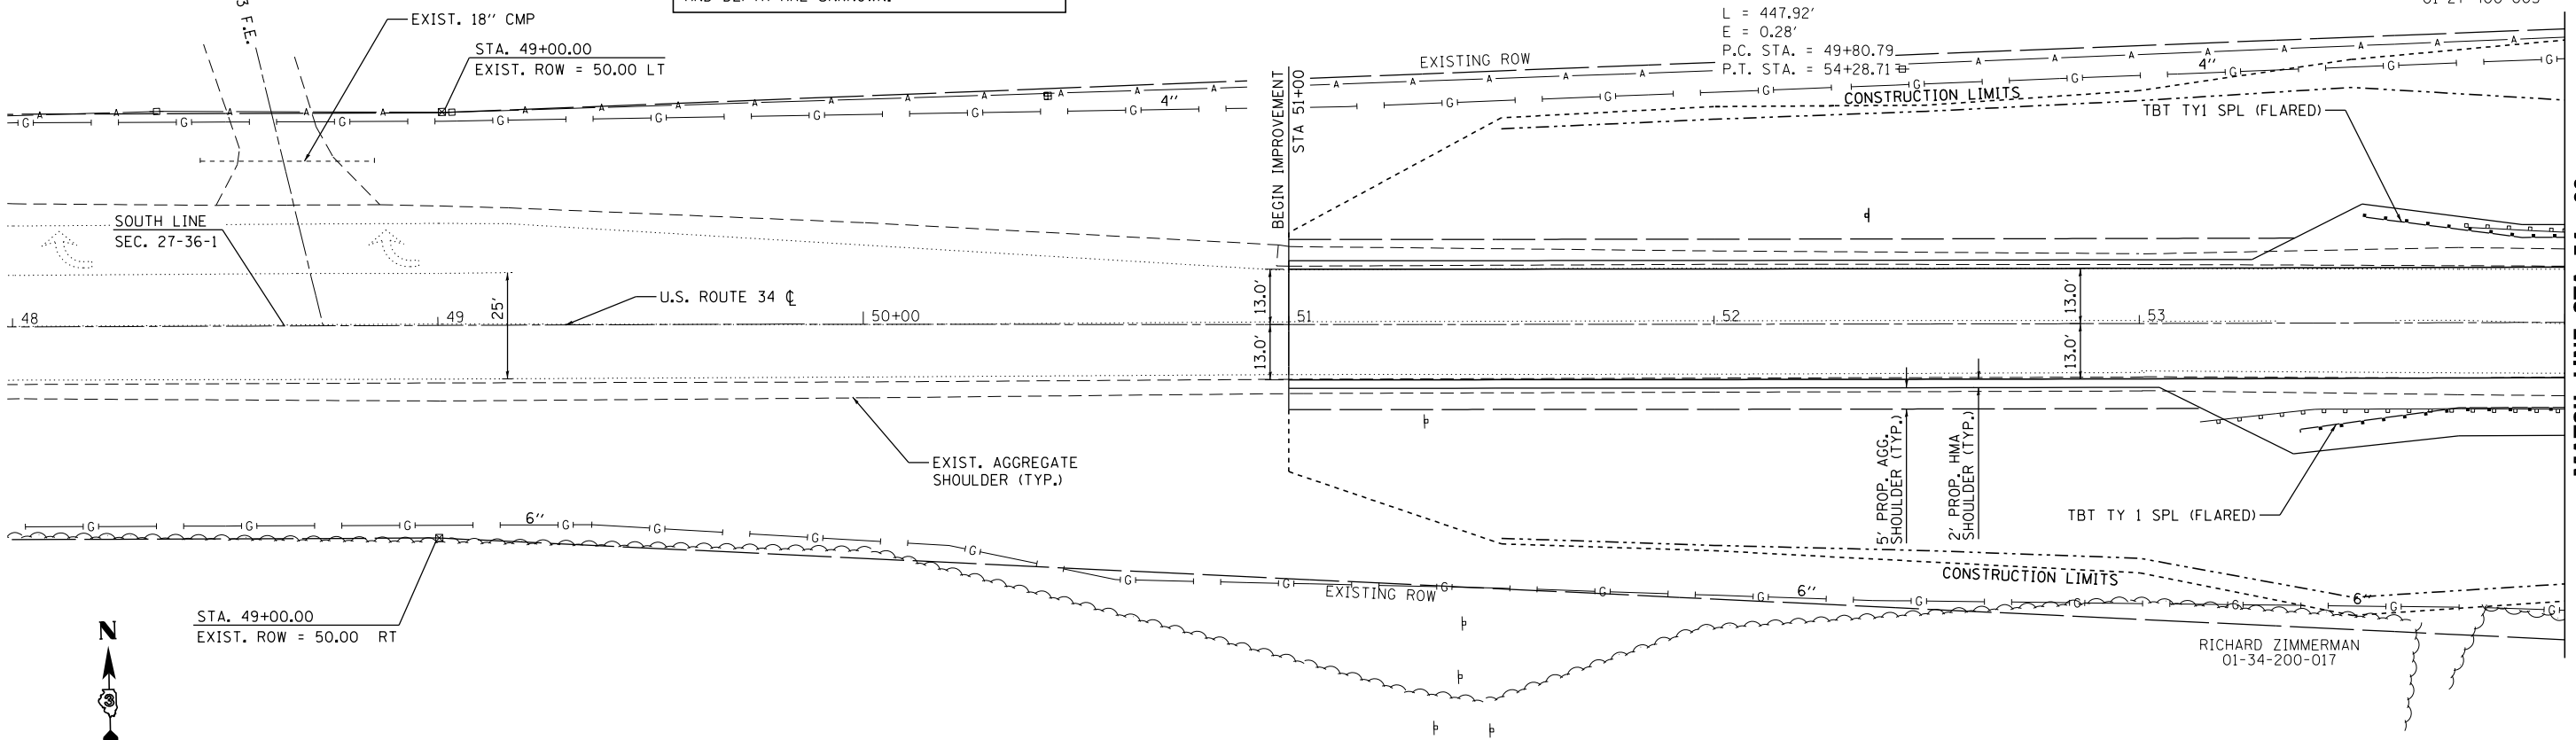 3 F.E.
EXIST. 18" CMP
STA. 49+00.00
EXIST. ROW = 50.00 LT
L = 447.92'
E = 0.28'
P.C. STA. = 49+80.79
P.T. STA. = 54+28.71
EXISTING ROW
A A A A A A A A A A A A A A A A A A A A A A A A A A
G G G G G G G G G G G G G G G G
4"
4"
CONSTRUCTION LIMITS
TBT TY1 SPL (FLARED)
BEGIN IMPROVEMENT
STA 51+00
SOUTH LINE
SEC. 27-36-1
25'
U.S. ROUTE 34 ℄
13.0'
13.0'
13.0'
13.0'
48
49
50+00
51
52
53
EXIST. AGGREGATE
SHOULDER (TYP.)
5' PROP. AGG.
SHOULDER (TYP.)
2' PROP. HMA
SHOULDER (TYP.)
TBT TY 1 SPL (FLARED)
6"
G G G G G G G G G G G G G G G G
EXISTING ROW
6"
CONSTRUCTION LIMITS
6"
STA. 49+00.00
EXIST. ROW = 50.00 RT
RICHARD ZIMMERMAN
01-34-200-017
N
3